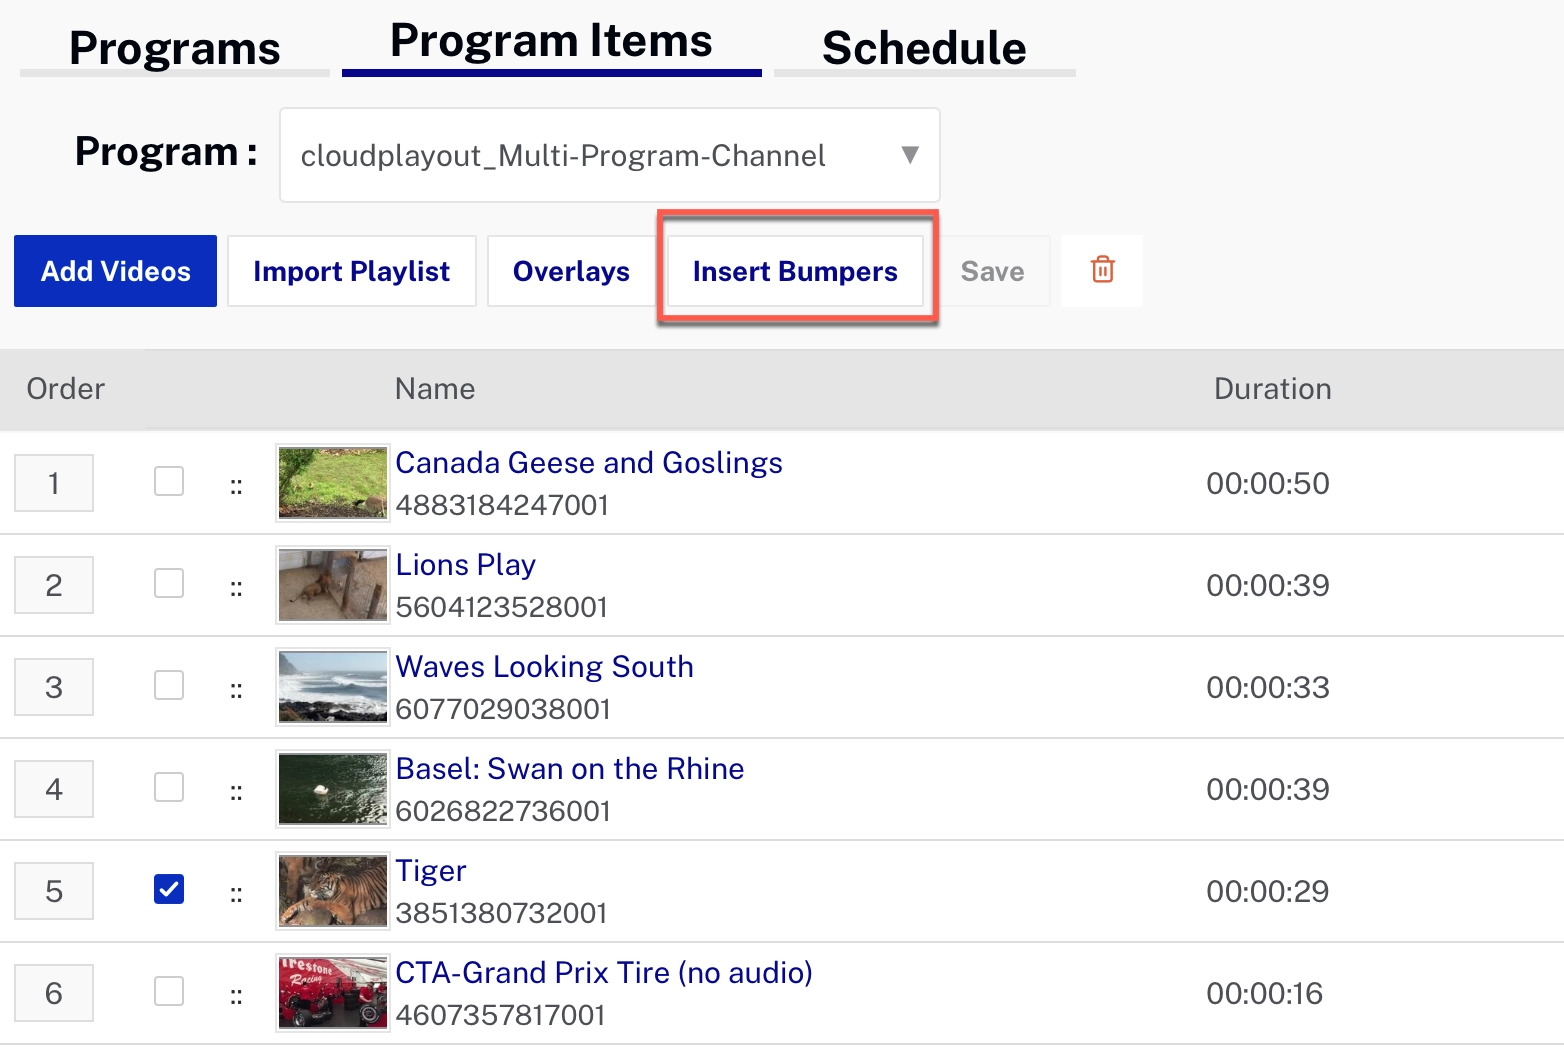 Programs Program Items Schedule
Program : cloudplayout_Multi-Program-Channel
Add Videos Import Playlist Overlays Insert Bumpers Save
Order Name Duration
1 Canada Geese and Goslings 00:00:50
4883184247001
2 Lions Play 00:00:39
5604123528001
3 Waves Looking South 00:00:33
6077029038001
4 Basel: Swan on the Rhine 00:00:39
6026822736001
5 Tiger 00:00:29
3851380732001
6 CTA-Grand Prix Tire (no audio) 00:00:16
4607357817001
irestone
Racing